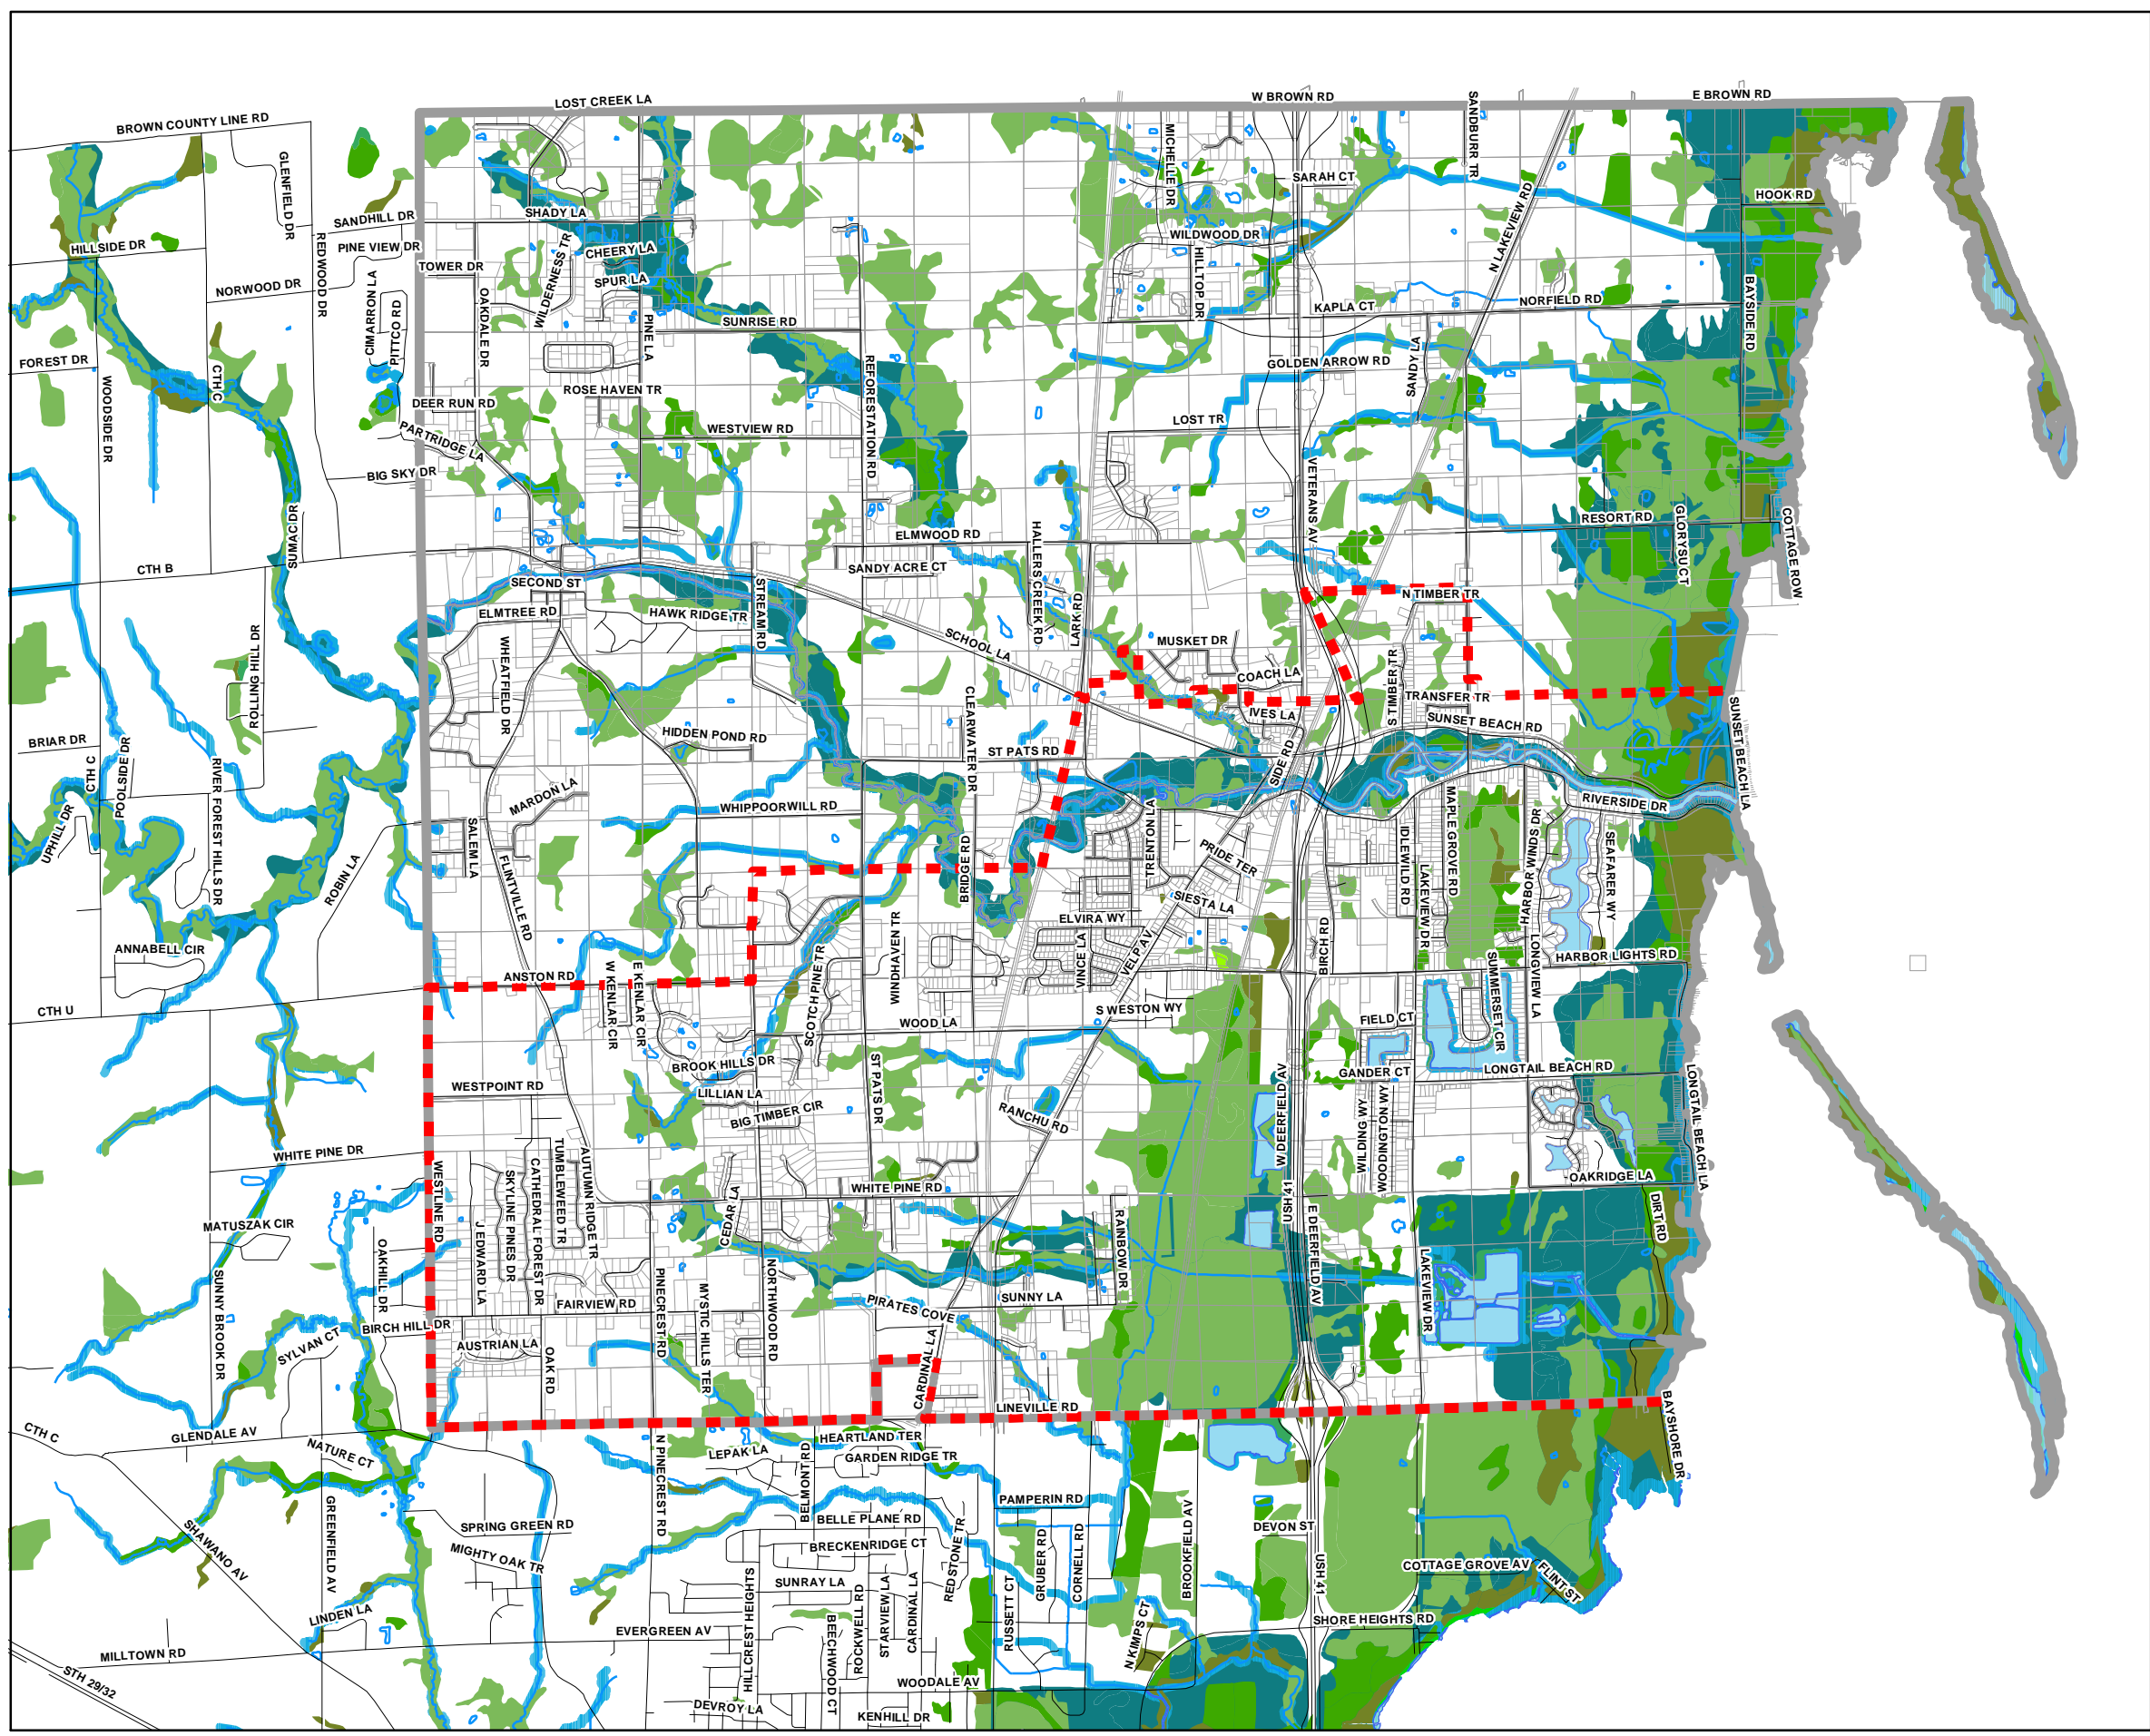 LOST CREEK LA
W BROWN RD
E BROWN RD
BROWN COUNTY LINE RD
GLENFIELD DR
MICHELLE DR
SANDBURR TR
SARAH CT
HOOK RD
SANDHILL DR
SHADY LA
HILLSIDE DR
PINE VIEW DR
REDWOOD DR
CHEERY LA
WILDWOOD DR
N LAKEVIEW RD
TOWER DR
WILDERNESS TR
SPUR LA
HILLTOP DR
NORWOOD DR
CIMARRON LA
PITTCO RD
OAKDALE DR
PINE LA
SUNRISE RD
KAPLA CT
NORFIELD RD
BAYSIDE RD
FOREST DR
WOODSIDE DR
CTH C
GOLDEN ARROW RD
SANDY LA
ROSE HAVEN TR
REFORESTATION RD
DEER RUN RD
LOST TR
PARTRIDGE LA
WESTVIEW RD
BIG SKY DR
VETERANS AV
SUMAC DR
RESORT RD
GLORYSU CT
COTTAGE ROW
ELMWOOD RD
HALLERS CREEK RD
SANDY ACRE CT
CTH B
SECOND ST
STREAM RD
LARK RD
N TIMBER TR
ELMTREE RD
HAWK RIDGE TR
ROLLING HILL DR
WHEATFIELD DR
SCHOOL LA
MUSKET DR
COACH LA
S TIMBER TR
TRANSFER TR
CLEARWATER DR
IVES LA
SUNSET BEACH RD
SUNSET BEACH LA
BRIAR DR
HIDDEN POND RD
ST PATS RD
SIDE RD
CTH C
POOLSIDE DR
RIVER FOREST HILLS DR
MARDON LA
WHIPPOORWILL RD
RIVERSIDE DR
UPHILL DR
SALEM LA
FLINTVILLE RD
BRIDGE RD
TRENTON LA
PRIDE TER
IDLEWILD RD
MAPLE GROVE RD
HARBOR WINDS DR
SEAFARER WY
ROBIN LA
LAKEVIEW DR
SIESTA LA
ELVIRA WY
WINDHAVEN TR
VINCE LA
VELP AV
BIRCH RD
LONGVIEW LA
HARBOR LIGHTS RD
ANNABELL CIR
ANSTON RD
W KENLAR CIR
E KENLAR CIR
SCOTCH PINE TR
SUMMERSET CIR
CTH U
S WESTON WY
WOOD LA
FIELD CT
BROOK HILLS DR
ST PATS DR
GANDER CT
LONGTAIL BEACH RD
WESTPOINT RD
LILLIAN LA
BIG TIMBER CIR
RANCHU RD
W DEERFIELD AV
WILDING WY
WOODINGTON WY
LONGTAIL BEACH LA
WHITE PINE DR
WESTLINE RD
TUMBLEWEED TR
CATHEDRAL FOREST DR
SKYLINE PINES DR
AUTUMN RIDGE TR
WHITE PINE RD
OAKRIDGE LA
MATUSZAK CIR
J EDWARD LA
CEDAR LA
RAINBOW DR
USH 41
E DEERFIELD AV
DIRT RD
OAKHILL DR
SUNNY BROOK DR
PINECREST RD
MYSTIC HILLS TER
NORTHWOOD RD
LAKEVIEW DR
FAIRVIEW RD
PIRATES COVE
SUNNY LA
BIRCH HILL DR
SYLVAN CT
AUSTRIAN LA
OAK RD
CARDINAL LA
LINEVILLE RD
BAYSHORE DR
CTH C
GLENDALE AV
NATURE CT
N PINECREST RD
LEPAK LA
BELMONT RD
HEARTLAND TER
GARDEN RIDGE TR
PAMPERIN RD
SHAWANO AV
GREENFIELD AV
SPRING GREEN RD
MIGHTY OAK TR
BELLE PLANE RD
BRECKENRIDGE CT
REDSTONE TR
GRUBER RD
CORNELL RD
BROOKFIELD AV
DEVON ST
USH 41
COTTAGE GROVE AV
FLINT ST
LINDEN LA
SUNRAY LA
HILLCREST HEIGHTS
BEECHWOOD CT
ROCKWELL RD
STARVIEW LA
CARDINAL LA
RUSSETT CT
N KIMPS CT
SHORE HEIGHTS RD
EVERGREEN AV
MILLTOWN RD
STH 29/32
WOODALE AV
DEVROY LA
KENHILL DR